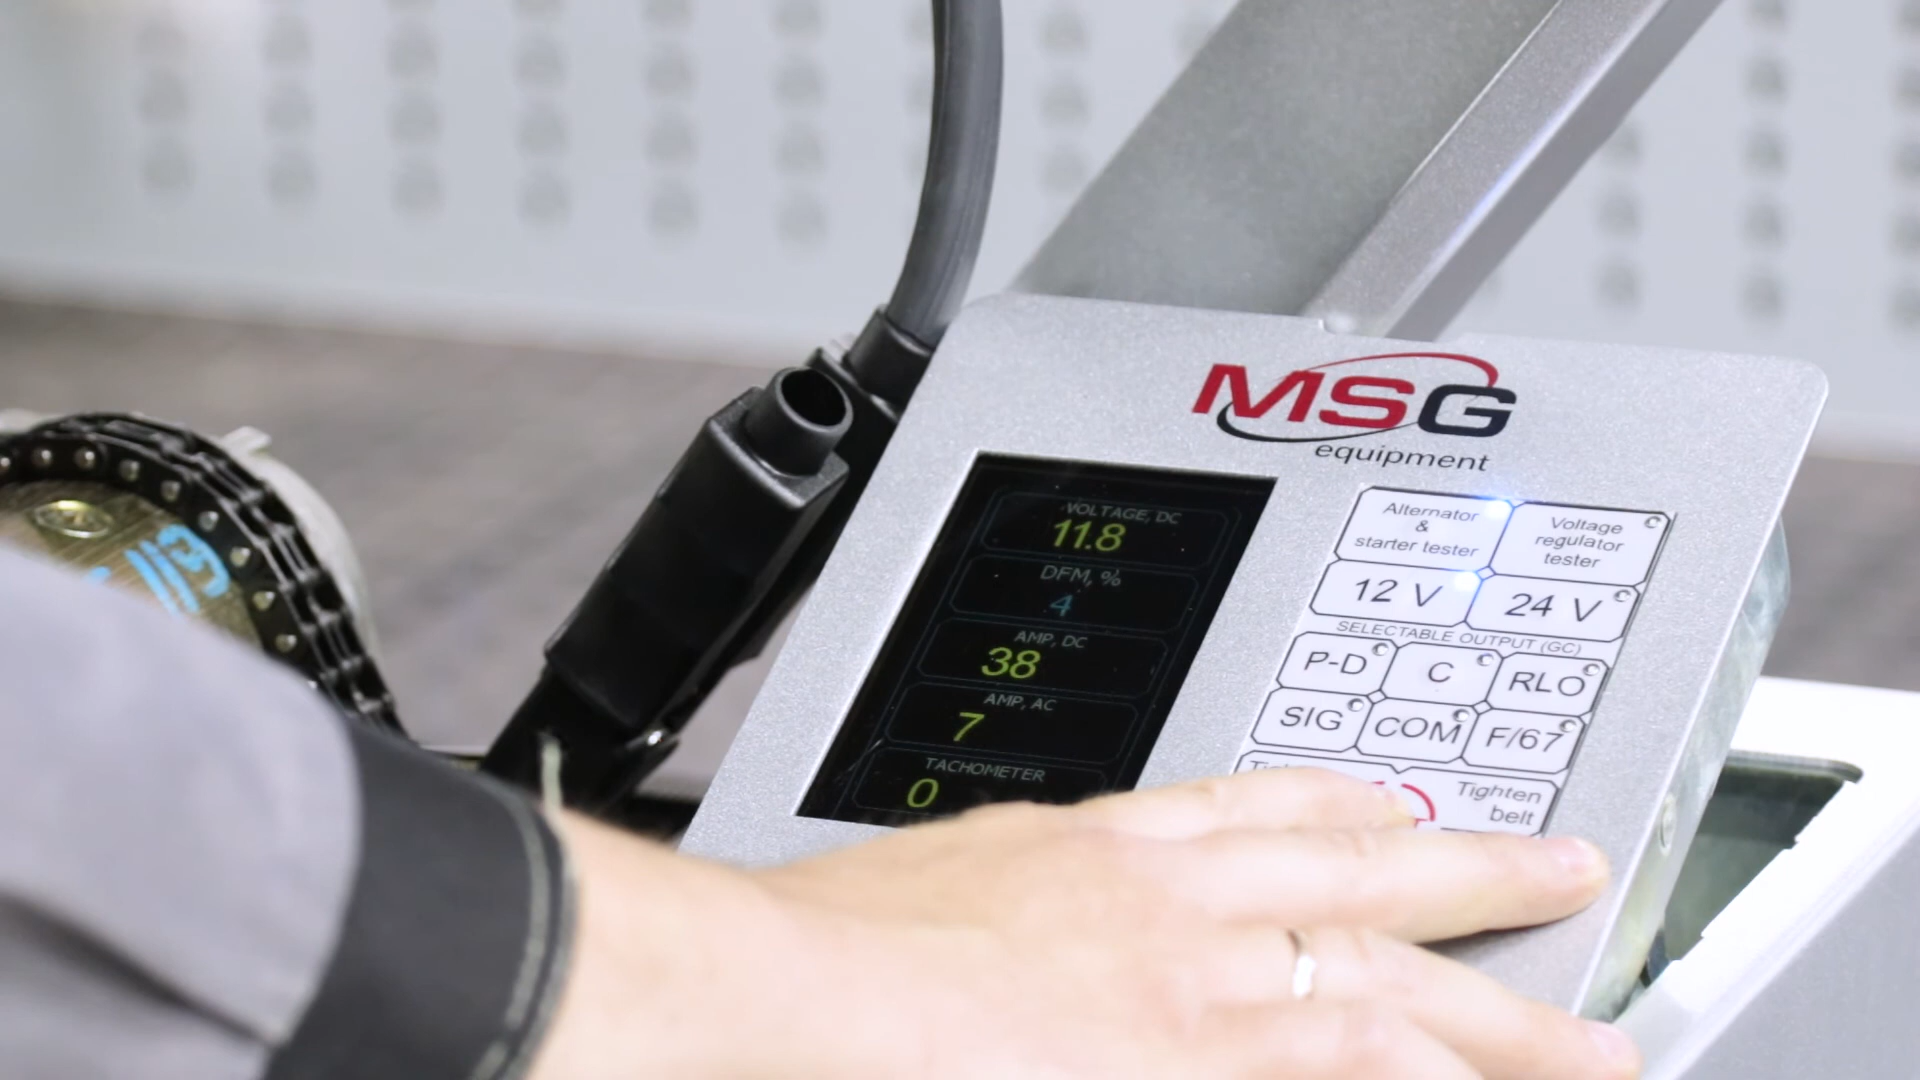 MSG
equipment
VOLTAGE, DC
11.8
DFM, %
4
AMP, DC
38
AMP, AC
7
TACHOMETER
0
Alternator
&
starter tester
Voltage
regulator
tester
12 V
24 V
SELECTABLE OUTPUT (GC)
P-D
C
RLO
SIG
COM
F/67
Tighten
belt